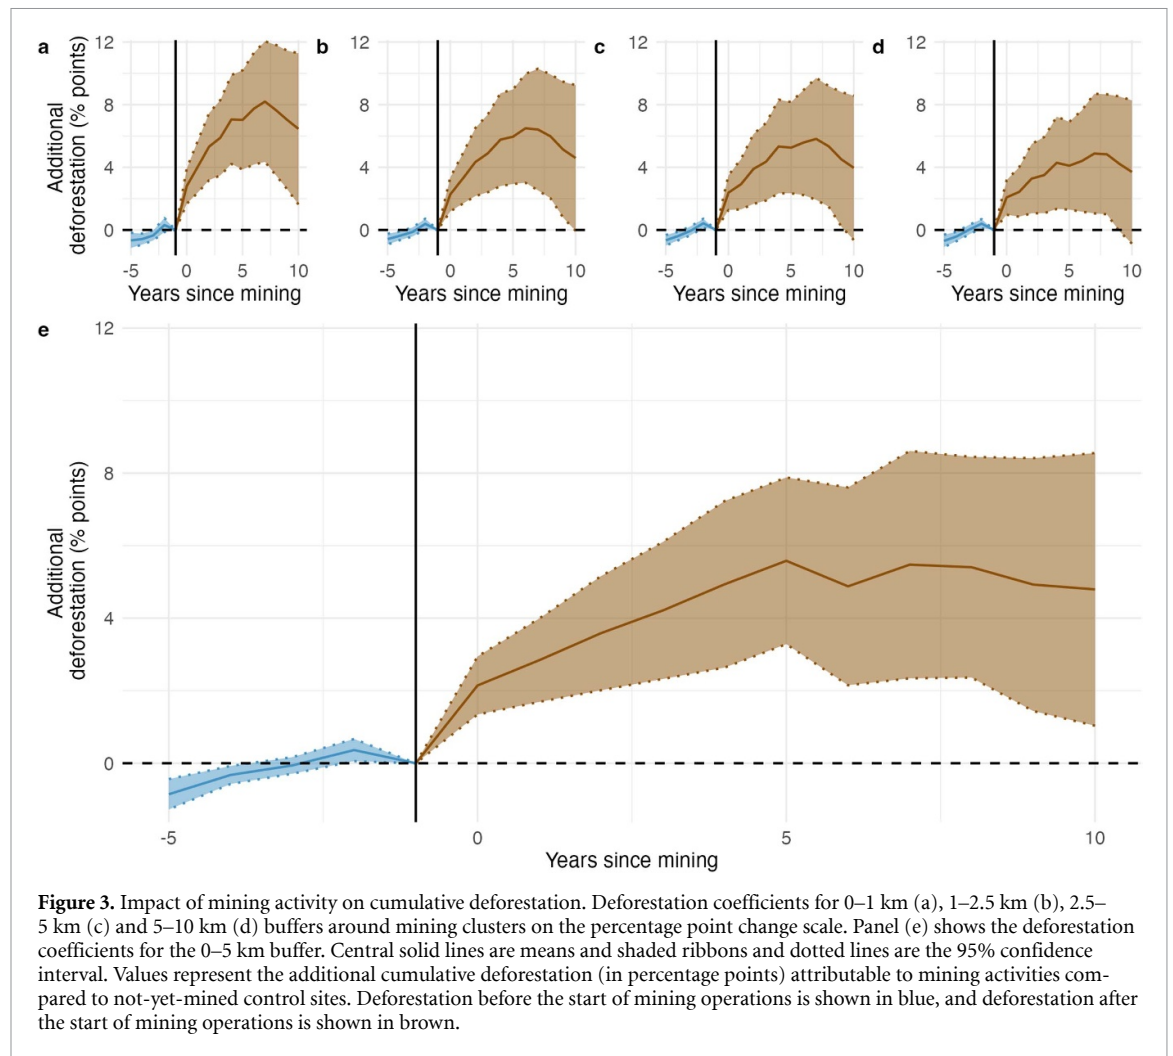 a
b
c
d
Additional
deforestation (% points)
12
8
4
0
12
8
4
0
12
8
4
0
12
8
4
0
-5 0 5 10
-5 0 5 10
-5 0 5 10
-5 0 5 10
Years since mining
Years since mining
Years since mining
Years since mining
e
Additional
deforestation (% points)
12
8
4
0
-5 0 5 10
Years since mining
Figure 3. Impact of mining activity on cumulative deforestation. Deforestation coefficients for 0–1 km (a), 1–2.5 km (b), 2.5–
5 km (c) and 5–10 km (d) buffers around mining clusters on the percentage point change scale. Panel (e) shows the deforestation
coefficients for the 0–5 km buffer. Central solid lines are means and shaded ribbons and dotted lines are the 95% confidence
interval. Values represent the additional cumulative deforestation (in percentage points) attributable to mining activities com-
pared to not-yet-mined control sites. Deforestation before the start of mining operations is shown in blue, and deforestation after
the start of mining operations is shown in brown.